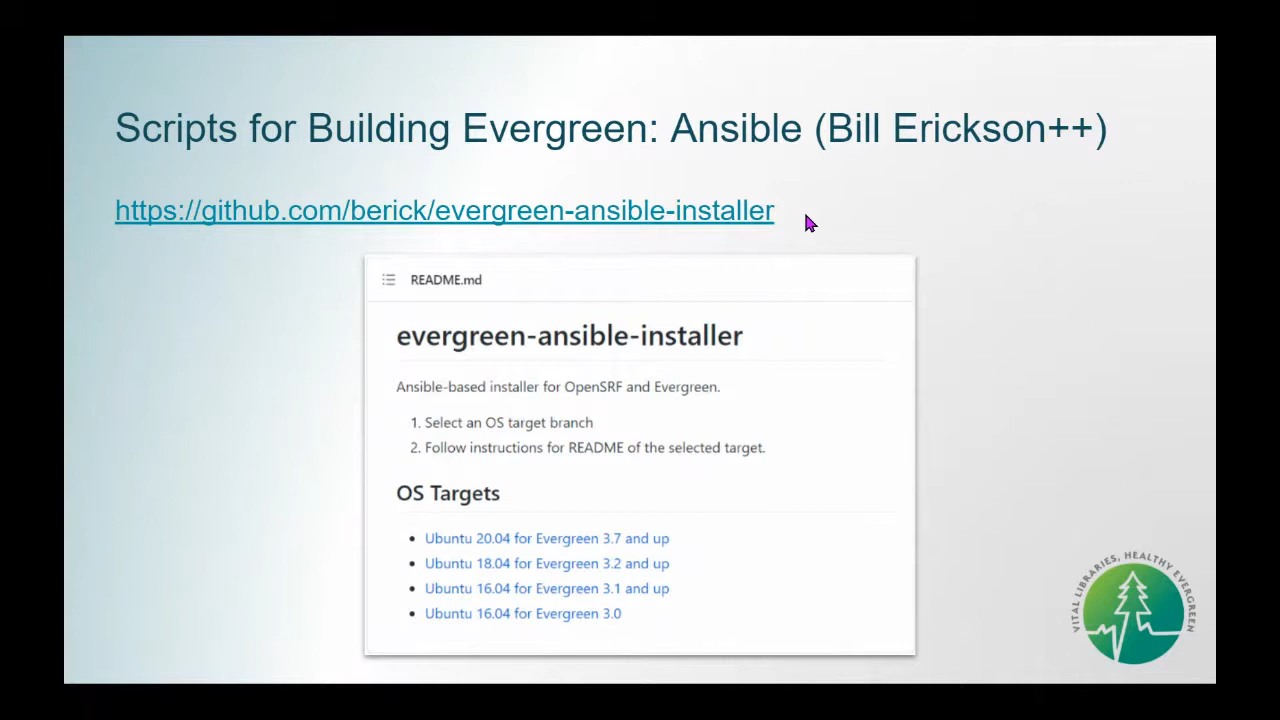 Scripts for Building Evergreen: Ansible (Bill Erickson++)
https://github.com/berick/evergreen-ansible-installer
README.md
evergreen-ansible-installer
Ansible-based installer for OpenSRF and Evergreen.
1. Select an OS target branch
2. Follow instructions for README of the selected target.
OS Targets
• Ubuntu 20.04 for Evergreen 3.7 and up
• Ubuntu 18.04 for Evergreen 3.2 and up
• Ubuntu 16.04 for Evergreen 3.1 and up
• Ubuntu 16.04 for Evergreen 3.0
VITAL LIBRARIES, HEALTHY EVERGREEN